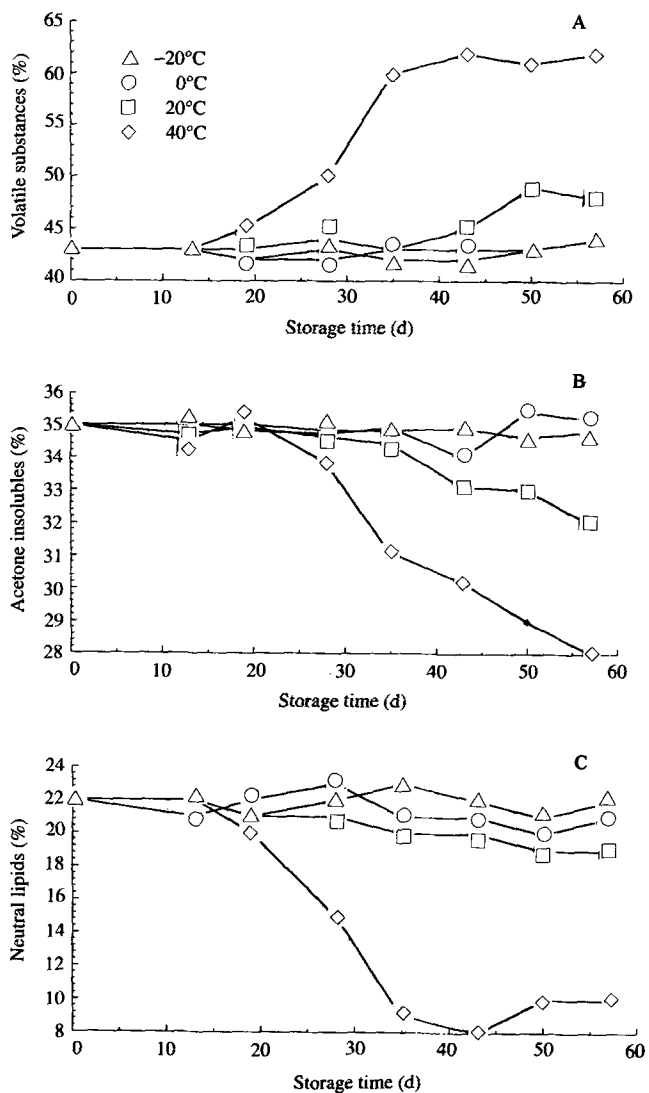 A
65
60
55
50
45
40
Volatile substances (%)
−20°C
0°C
20°C
40°C
0 10 20 30 40 50 60
Storage time (d)
B
36
35
34
33
32
31
30
29
28
Acetone insolubles (%)
0 10 20 30 40 50 60
Storage time (d)
C
24
22
20
18
16
14
12
10
8
Neutral lipids (%)
0 10 20 30 40 50 60
Storage time (d)